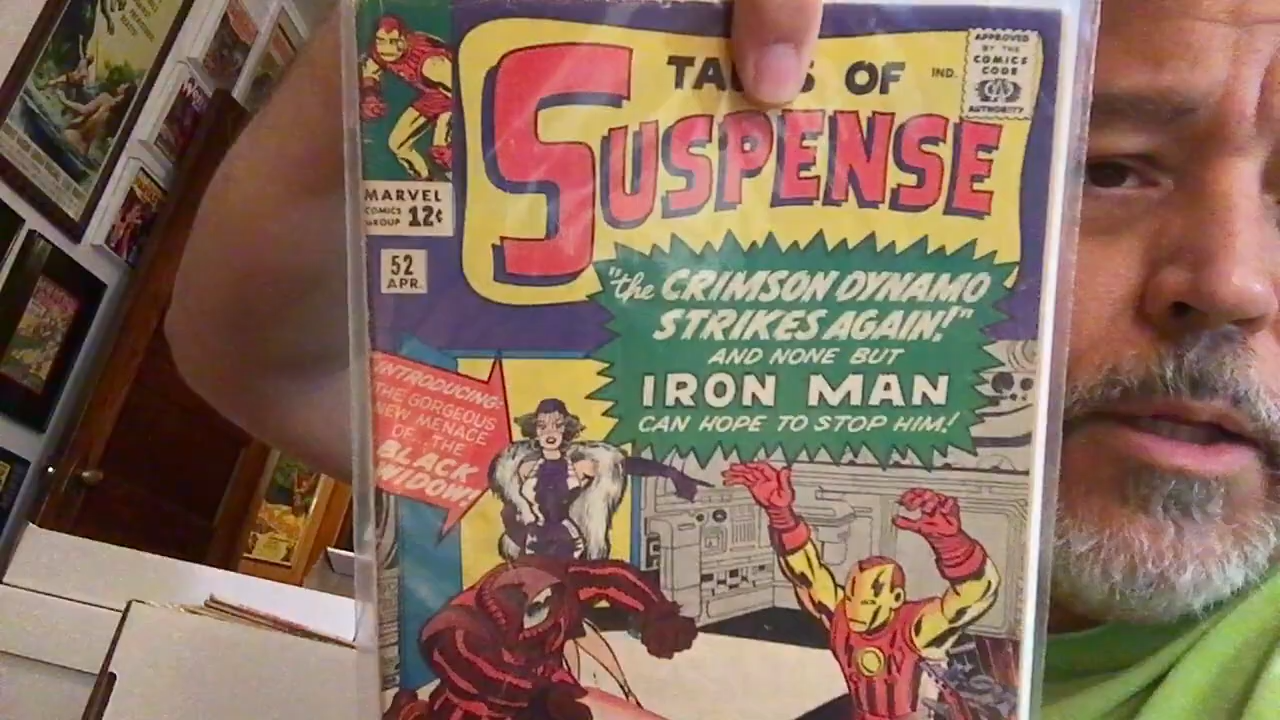 TA S OF
IND.
SUSPENSE
APPROVED
BY THE
COMICS
CODE
AUTHORITY
MARVEL
COMICS
GROUP 12¢
52
APR.
"the CRIMSON DYNAMO
STRIKES AGAIN!"
AND NONE BUT
IRON MAN
CAN HOPE TO STOP HIM!
INTRODUCING:
THE GORGEOUS
NEW MENACE
OF...THE
BLACK
WIDOW!